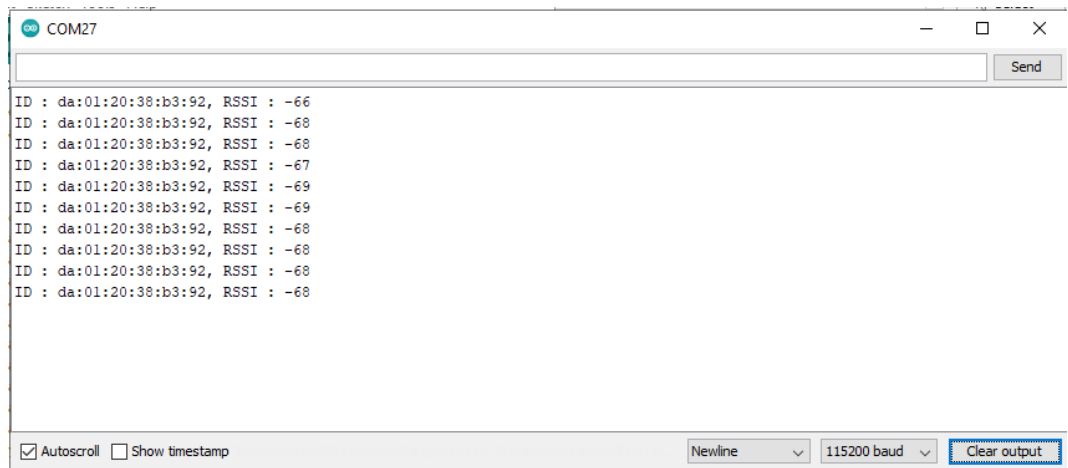 COM27
Send
ID : da:01:20:38:b3:92, RSSI : -66
ID : da:01:20:38:b3:92, RSSI : -68
ID : da:01:20:38:b3:92, RSSI : -68
ID : da:01:20:38:b3:92, RSSI : -67
ID : da:01:20:38:b3:92, RSSI : -69
ID : da:01:20:38:b3:92, RSSI : -69
ID : da:01:20:38:b3:92, RSSI : -68
ID : da:01:20:38:b3:92, RSSI : -68
ID : da:01:20:38:b3:92, RSSI : -68
ID : da:01:20:38:b3:92, RSSI : -68
Autoscroll Show timestamp Newline 115200 baud Clear output